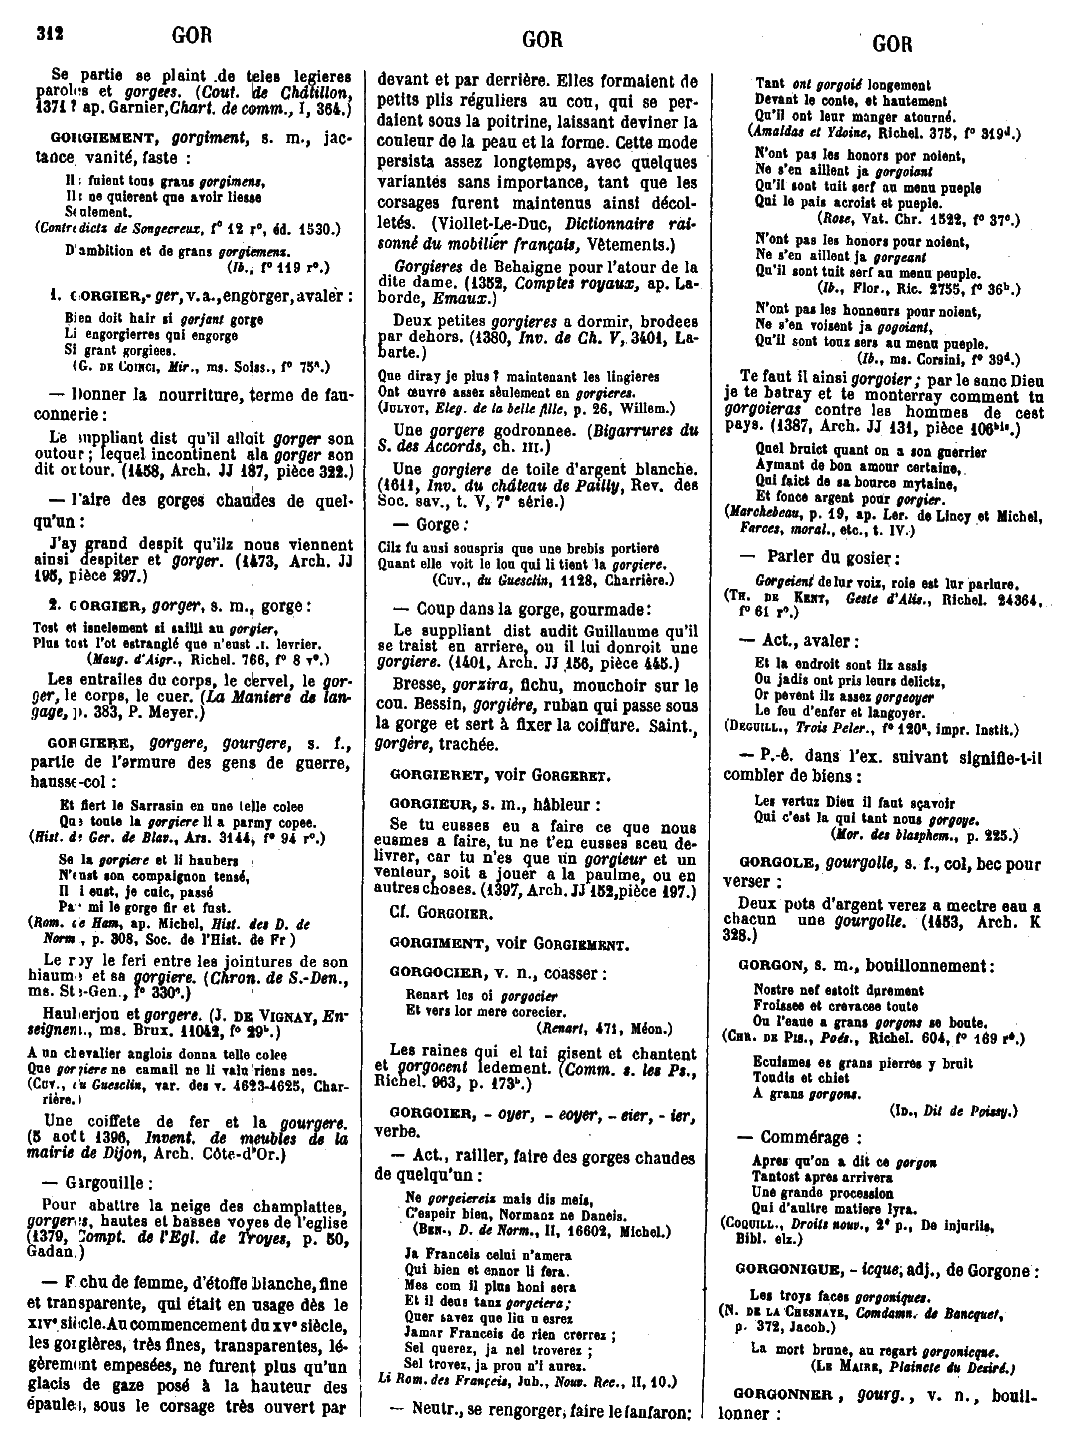 312 GOR
GOR
GOR
Se partie se plaint de teles legieres
paroles et gorgees. (Cout. de Châtillon,
1371? ap. Garnier, Chart. de comm., I, 364.)
GORGIEMENT, gorgiment, s. m., jac-
tance vanité, faste :
Il fuient tous grans gorgimens,
Ilz ne quierent que avoir liesse
Seulement.
(Contredictz de Songecreux, f° 12 r°, éd. 1530.)
D'ambition et de grans gorgiemenz.
(Ib., f° 119 r°.)
1. GORGIER, - ger, v. a., engorger, avaler :
Bien doit hair si gorjant gorge
Li engorgierres qui engorge
Si grant gorgiees.
(G. DE COINCI, Mir., ms. Soiss., f° 75ᵃ.)
— Donner la nourriture, terme de fau-
connerie :
Le suppliant dist qu'il alloit gorger son
outour ; lequel incontinent ala gorger son
dit octour. (1458, Arch. JJ 187, pièce 322.)
— Faire des gorges chaudes de quel-
qu'un :
J'ay grand despit qu'ilz nous viennent
ainsi despiter et gorger. (1473, Arch. JJ
195, pièce 297.)
2. GORGIER, gorger, s. m., gorge :
Tost et isnelement si sailli au gorgier,
Plus tost l'ot estranglé que n'eust .I. levrier.
(Maug. d'Aigr., Richel. 766, f° 8 v°.)
Les entrailes du corps, le cervel, le gor-
ger, le corps, le cuer. (La Maniere de lan-
gage, p. 383, P. Meyer.)
GORGIERE, gorgere, gourgere, s. f.,
partie de l'armure des gens de guerre,
hausse-col :
Et fiert le Sarrasin en une telle colee
Que toute la gorgiere li a parmy copee.
(Hist. de Ger. de Blav., Ars. 3144, f° 94 r°.)
Se la gorgiere et li haubers
N'eust son compaignon tensé,
Il i eust, je cuic, passé
Par mi le gorge fir et fust.
(Rom. de Ham, ap. Michel, Hist. des D. de
Norm., p. 308, Soc. de l'Hist. de Fr.)
Le roy le feri entre les jointures de son
hiaume et sa gorgiere. (Chron. de S.-Den.,
ms. Ste-Gen., f° 330ᵃ.)
Hauberjon et gorgere. (J. DE VIGNAY, En-
seignem., ms. Brux. 11042, f° 29ᵇ.)
A un chevalier anglois donna telle colee
Que gorgiere ne camail ne li valu riens nee.
(CUV., du Guesclin, var. des v. 4623-4625, Char-
rière.)
Une coiffete de fer et la gourgere.
(5 août 1396, Invent. de meubles de la
mairie de Dijon, Arch. Côte-d'Or.)
— Gargouille :
Pour abattre la neige des champlattes,
gorgeres, hautes et basses voyes de l'eglise
(1379, Compt. de l'Egl. de Troyes, p. 50,
Gadan.)
— Fichu de femme, d'étoffe blanche, fine
et transparente, qui était en usage dès le
XIVᵉ siècle. Au commencement du XVᵉ siècle,
les gorgières, très fines, transparentes, lé-
gèrement empesées, ne furent plus qu'un
glacis de gaze posé à la hauteur des
épaules, sous le corsage très ouvert par
devant et par derrière. Elles formaient de
petits plis réguliers au cou, qui se per-
daient sous la poitrine, laissant deviner la
couleur de la peau et la forme. Cette mode
persista assez longtemps, avec quelques
variantes sans importance, tant que les
corsages furent maintenus ainsi décol-
letés. (Viollet-Le-Duc, Dictionnaire rai-
sonné du mobilier français, Vêtements.)
Gorgieres de Behaigne pour l'atour de la
dite dame. (1352, Comptes royaux, ap. La-
borde, Emaux.)
Deux petites gorgieres a dormir, brodees
par dehors. (1380, Inv. de Ch. V, 3401, La-
barte.)
Que diray je plus? maintenant les lingieres
Ont œuvre assez seulement en gorgieres.
(JULYOT, Eleg. de la belle fille, p. 26, Willem.)
Une gorgere godronnee. (Bigarrures du
S. des Accords, ch. III.)
Une gorgiere de toile d'argent blanche.
(1611, Inv. du château de Pailly, Rev. des
Soc. sav., t. V, 7ᵉ série.)
— Gorge :
Cilz fu ausi souspris que une brebis portiere
Quant elle voit le lou qui li tient la gorgiere.
(CUV., du Guesclin, 1128, Charrière.)
— Coup dans la gorge, gourmade :
Le suppliant dist audit Guillaume qu'il
se traist en arriere, ou il lui donroit une
gorgiere. (1401, Arch. JJ 156, pièce 445.)
Bresse, gorzira, fichu, mouchoir sur le
cou. Bessin, gorgiére, ruban qui passe sous
la gorge et sert à fixer la coiffure. Saint.,
gorgère, trachée.
GORGIERET, voir GORGERET.
GORGIEUR, s. m., hâbleur :
Se tu eusses eu a faire ce que nous
eusmes a faire, tu ne t'en eusses sceu de-
livrer, car tu n'es que un gorgieur et un
venteur, soit a jouer a la paulme, ou en
autres choses. (1397, Arch. JJ 152, pièce 197.)
Cf. GORGOIER.
GORGIMENT, voir GORGIEMENT.
GORGOCIER, v. n., coasser :
Renart les oi gorgocier
Et vers lor mere corecier.
(Renart, 471, Méon.)
Les raines qui el tai gisent et chantent
et gorgocent ledement. (Comm. s. les Ps.,
Richel. 963, p. 173ᵇ.)
GORGOIER, - oyer, - eoyer, - eier, - ier,
verbe.
— Act., railler, faire des gorges chaudes
de quelqu'un :
Ne gorgeiereiz mais dis meis,
C'espeir bien, Normanz ne Daneis.
(BEN., D. de Norm., II, 16602, Michel.)
Ja Franceis celui n'amera
Qui bien et ennor li fera.
Mes com il plus honi sera
Et il deus tanz gorgeiera ;
Quer savez que lia n esrez
Jamar Franceis de rien crerrez ;
Sel querez, ja nel troverez ;
Sel trovez, ja prou n'i aurez.
Li Rom. des Franceis, Jub., Nouv. Rec., II, 10.)
— Neutr., se rengorger, faire le fanfaron :
Tant ont gorgoié longement
Devant le conte, et hautement
Qu'il ont leur manger atourné.
(Amaldas et Ydoine, Richel. 375, f° 319ᵈ.)
N'ont pas les honors por noient,
Ne s'en aillent ja gorgoiant
Qu'il sont tuit serf au menu pueple
Qui le pais acroist et pueple.
(Rose, Vat. Chr. 1522, f° 37ᶜ.)
N'ont pas les honors pour noient,
Ne s'en aillent ja gorgeant
Qu'il sont tuit serf au menu peuple.
(Ib., Flor., Ric. 2755, f° 36ᵇ.)
N'ont pas les honneurs pour noient,
Ne s'en voisent ja gogoiant,
Qu'il sont touz sers au menu pueple.
(Ib., ms. Corsini, f° 39ᵈ.)
Te faut il ainsi gorgoier ; par le sanc Dieu
je te batray et te monterray comment tu
gorgoieras contre les hommes de cest
pays. (1387, Arch. JJ 131, pièce 106ᵇⁱˢ.)
Quel bruict quant on a son guerrier
Aymant de bon amour certaine,
Qui faict de sa bource mytaine,
Et fonce argent pour gorgier.
(Marchebeau, p. 19, ap. Ler. de Lincy et Michel,
Farces, moral., etc., t. IV.)
— Parler du gosier :
Gorgeient de lur voiz, roie est lur parlure.
(TH. DE KENT, Geste d'Alis., Richel. 24364,
f° 61 r°.)
— Act., avaler :
Et la endroit sont ilz assis
Ou jadis ont pris leurs delictz,
Or pevent ilz assez gorgeoyer
Le feu d'enfer et langoyer.
(DEGUILL., Trois Peler., f° 120ᵃ, impr. Instit.)
— P.-ê. dans l'ex. suivant signifie-t-il
combler de biens :
Les vertuz Dieu il faut sçavoir
Qui c'est la qui tant nous gorgoye.
(Mor. des blasphem., p. 225.)
GORGOLE, gourgolle, s. f., col, bec pour
verser :
Deux pots d'argent verez a mectre eau a
chacun une gourgolle. (1453, Arch. K
328.)
GORGON, s. m., bouillonnement :
Nostre nef estoit durement
Froissee et crevacee toute
Ou l'eaue a grans gorgons se boute.
(CHR. DE PIS., Poés., Richel. 604, f° 169 r°.)
Eculsmes es grans pierres y bruit
Toudis et chiet
A grans gorgons.
(ID., Dit de Poissy.)
— Commérage :
Apres qu'on a dit ce gorgon
Tantost apres arrivera
Une grande procession
Qui d'aultre matiere lyra.
(COQUILL., Droits nouv., 2ᵉ p., De injuriis,
Bibl. elz.)
GORGONIGUE, - icque, adj., de Gorgone :
Les troys faces gorgoniques.
(N. DE LA CHESNAYE, Comdamn. de Bancquet,
p. 372, Jacob.)
La mort brune, au regart gorgonicque.
(LE MAIRE, Plaincte du Desiré.)
GORGONNER, gourg., v. n., bouil-
lonner :